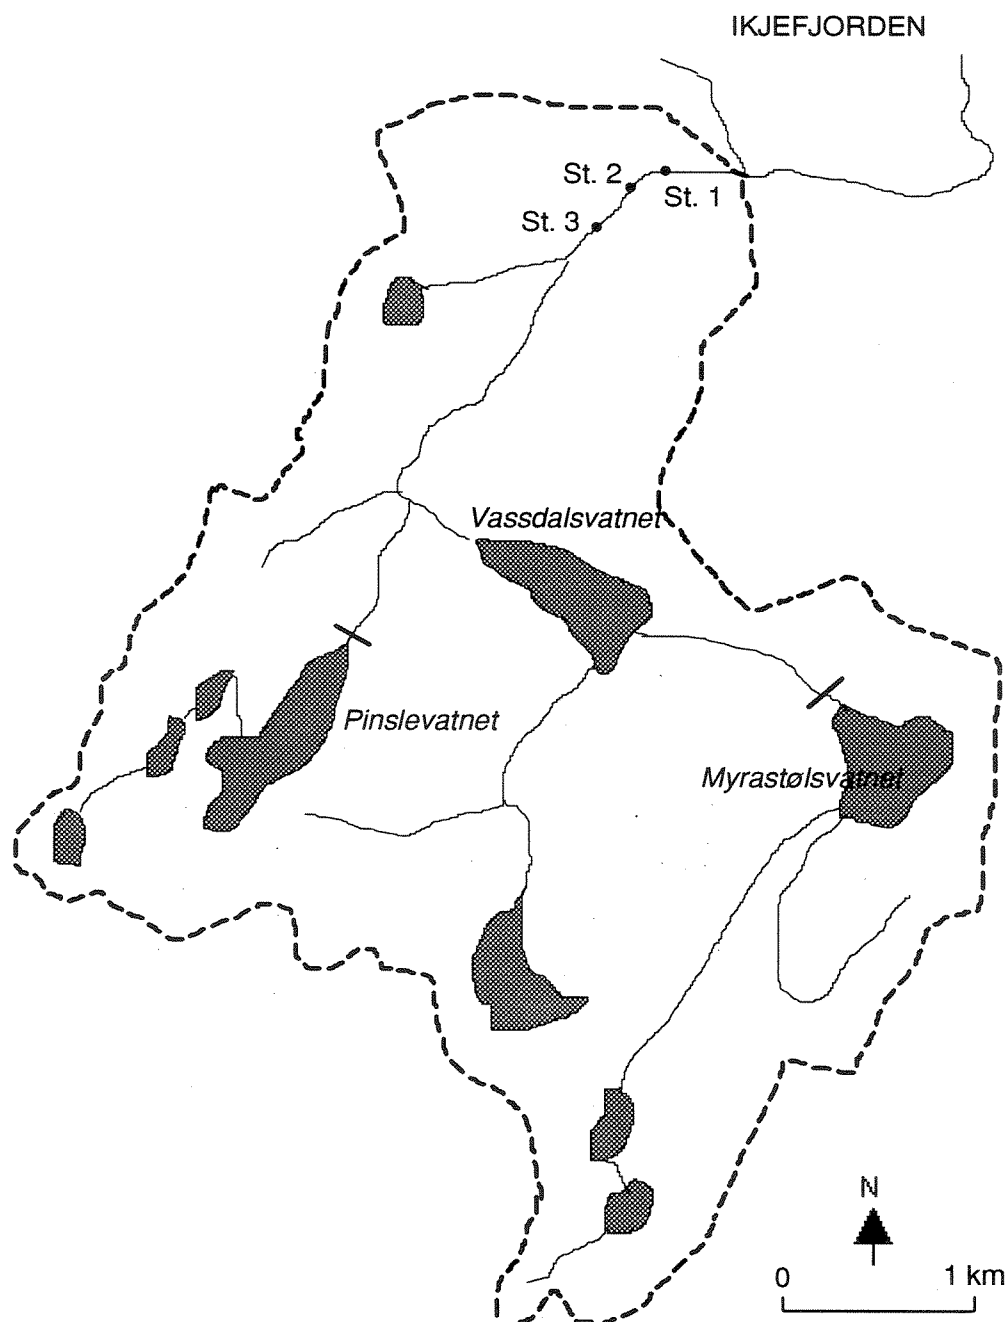 IKJEFJORDEN
St. 2
St. 1
St. 3
Vassdalsvatnet
Pinslevatnet
Myrastølsvatnet
N
0 1 km